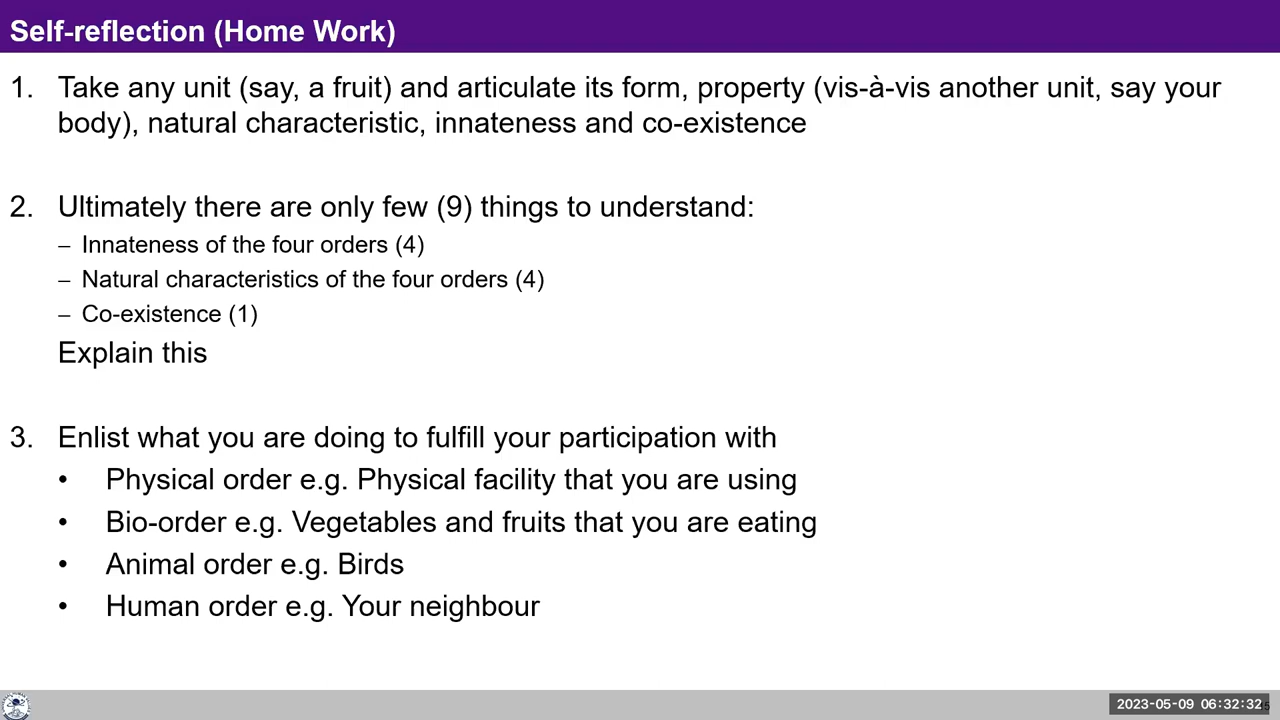 Self-reflection (Home Work)
1. Take any unit (say, a fruit) and articulate its form, property (vis-à-vis another unit, say your
body), natural characteristic, innateness and co-existence
2. Ultimately there are only few (9) things to understand:
– Innateness of the four orders (4)
– Natural characteristics of the four orders (4)
– Co-existence (1)
Explain this
3. Enlist what you are doing to fulfill your participation with
• Physical order e.g. Physical facility that you are using
• Bio-order e.g. Vegetables and fruits that you are eating
• Animal order e.g. Birds
• Human order e.g. Your neighbour
2023-05-09 06:32:32